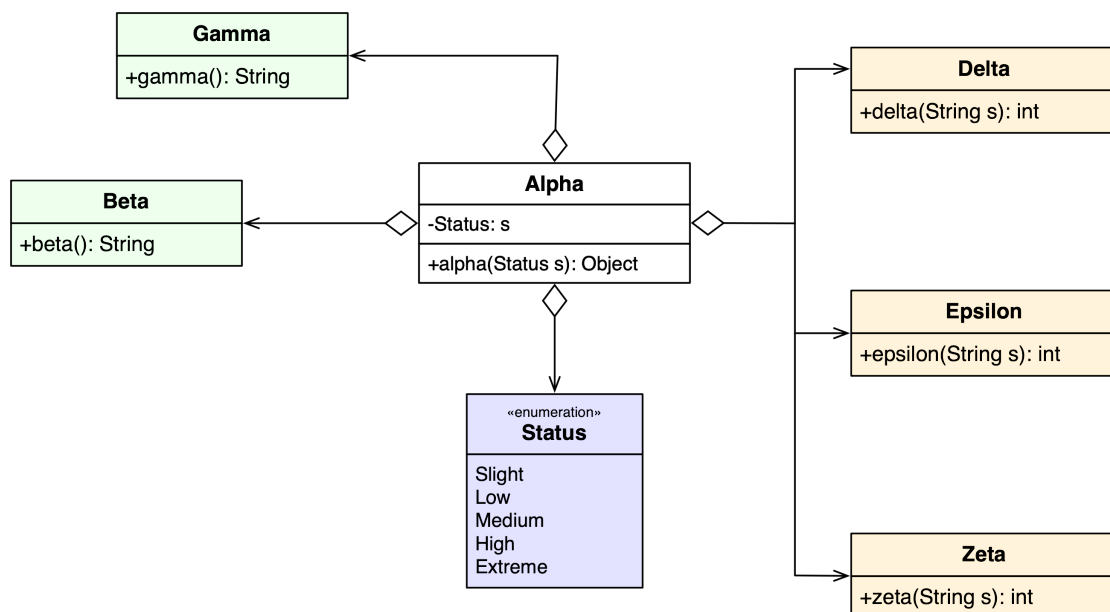 Gamma
+gamma(): String
Beta
+beta(): String
Alpha
-Status: s
+alpha(Status s): Object
«enumeration»
Status
Slight
Low
Medium
High
Extreme
Delta
+delta(String s): int
Epsilon
+epsilon(String s): int
Zeta
+zeta(String s): int